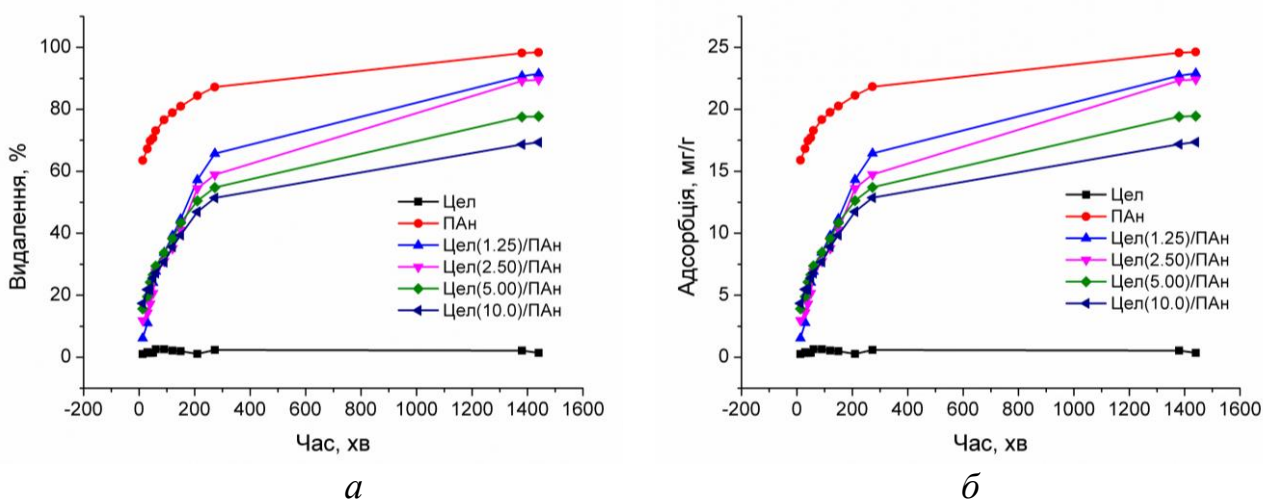 Видалення, %
100
80
60
40
20
0
-200 0 200 400 600 800 1000 1200 1400 1600
Час, хв
Цел
ПАн
Цел(1.25)/ПАн
Цел(2.50)/ПАн
Цел(5.00)/ПАн
Цел(10.0)/ПАн
а
Адсорбція, мг/г
25
20
15
10
5
0
-200 0 200 400 600 800 1000 1200 1400 1600
Час, хв
Цел
ПАн
Цел(1.25)/ПАн
Цел(2.50)/ПАн
Цел(5.00)/ПАн
Цел(10.0)/ПАн
б